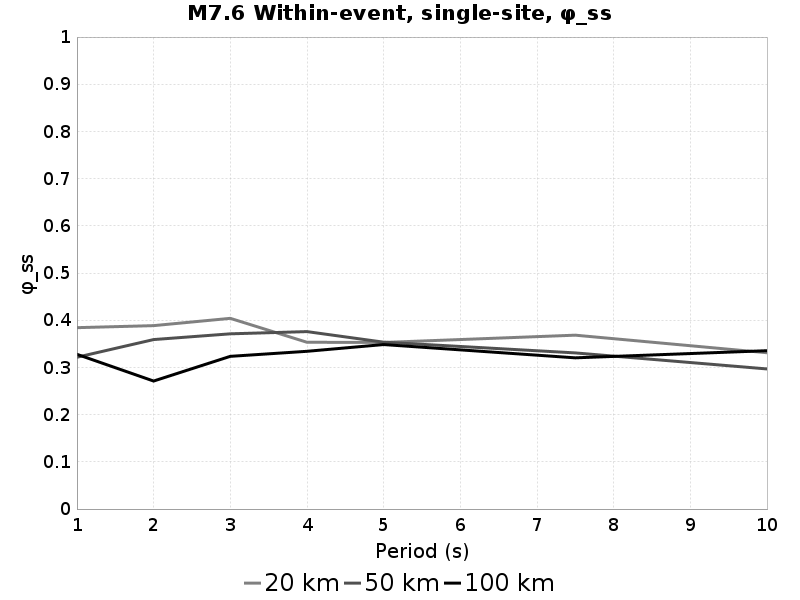 M7.6 Within-event, single-site, φ_ss
1
0.9
0.8
0.7
0.6
0.5
0.4
0.3
0.2
0.1
0
φ_ss
1 2 3 4 5 6 7 8 9 10
Period (s)
20 km 50 km 100 km